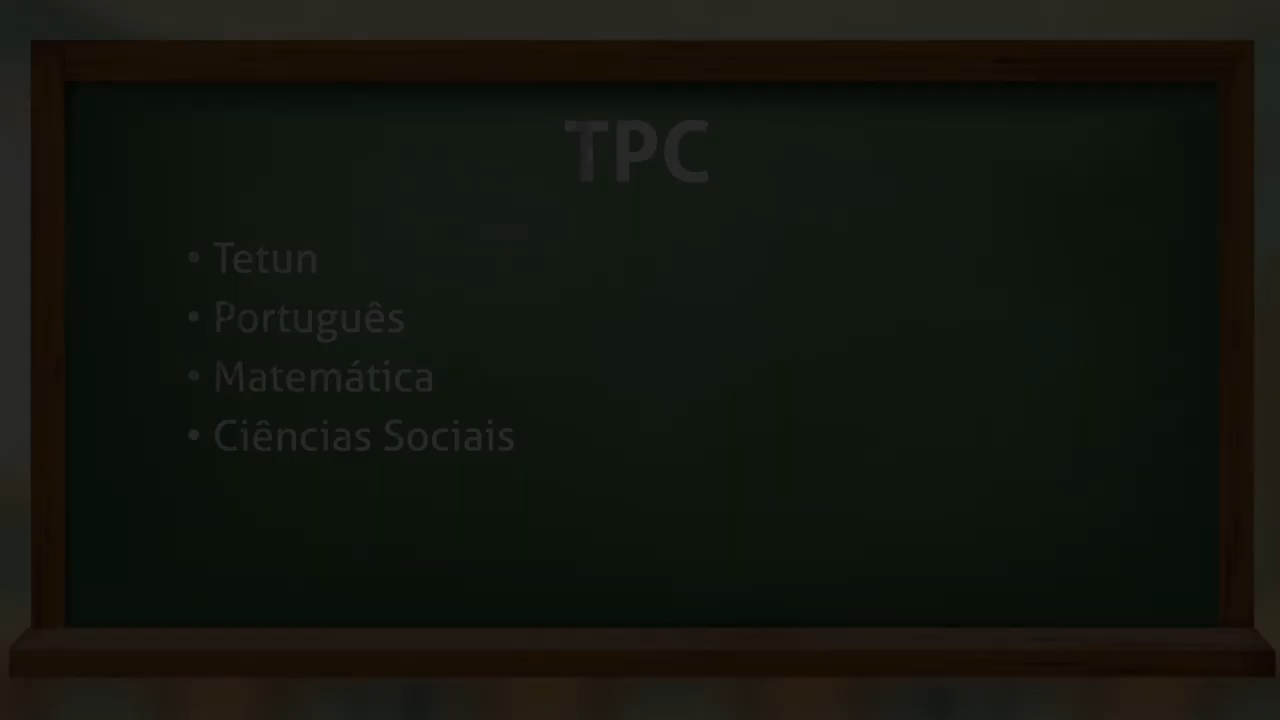 TPC
• Tetun
• Português
• Matemática
• Ciências Sociais